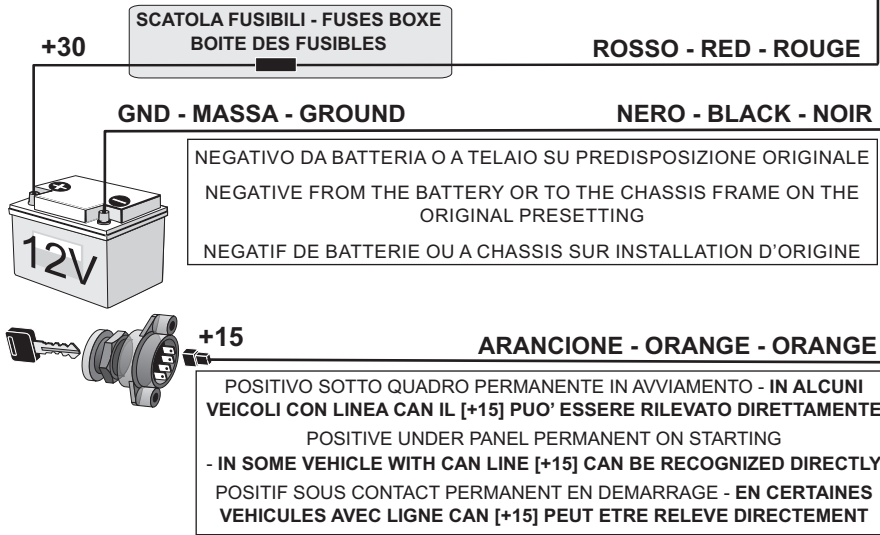 SCATOLA FUSIBILI - FUSES BOXE
BOITE DES FUSIBLES
+30
ROSSO - RED - ROUGE
GND - MASSA - GROUND
NERO - BLACK - NOIR
NEGATIVO DA BATTERIA O A TELAIO SU PREDISPOSIZIONE ORIGINALE
NEGATIVE FROM THE BATTERY OR TO THE CHASSIS FRAME ON THE
ORIGINAL PRESETTING
NEGATIF DE BATTERIE OU A CHASSIS SUR INSTALLATION D'ORIGINE
12V
+15
ARANCIONE - ORANGE - ORANGE
POSITIVO SOTTO QUADRO PERMANENTE IN AVVIAMENTO - IN ALCUNI
VEICOLI CON LINEA CAN IL [+15] PUO' ESSERE RILEVATO DIRETTAMENTE
POSITIVE UNDER PANEL PERMANENT ON STARTING
- IN SOME VEHICLE WITH CAN LINE [+15] CAN BE RECOGNIZED DIRECTLY
POSITIF SOUS CONTACT PERMANENT EN DEMARRAGE - EN CERTAINES
VEHICULES AVEC LIGNE CAN [+15] PEUT ETRE RELEVE DIRECTEMENT